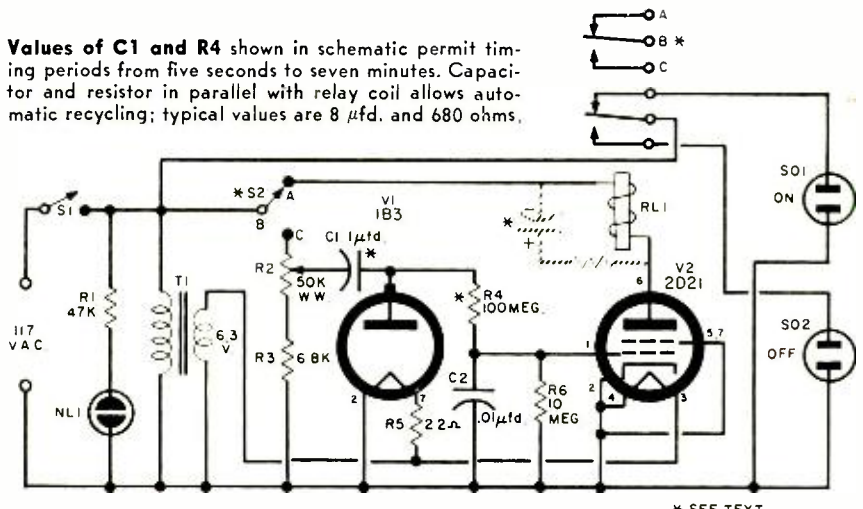 Values of C1 and R4 shown in schematic permit tim-
ing periods from five seconds to seven minutes. Capaci-
tor and resistor in parallel with relay coil allows auto-
matic recycling; typical values are 8 μfd. and 680 ohms.
A
B *
C
S1
* S2
A
B
C
V1
1B3
C1 1μfd.
*
R2
50K
WW
R1
47K
T1
6.3
V
117
VAC
NL1
R3
6.8K
* R4
100MEG.
C2
.01μfd.
R5
22Ω
2
7
*
+
RL1
6
V2
2D21
1
2
4
5,7
3
R6
10
MEG
SO1
ON
SO2
OFF
* SEE TEXT